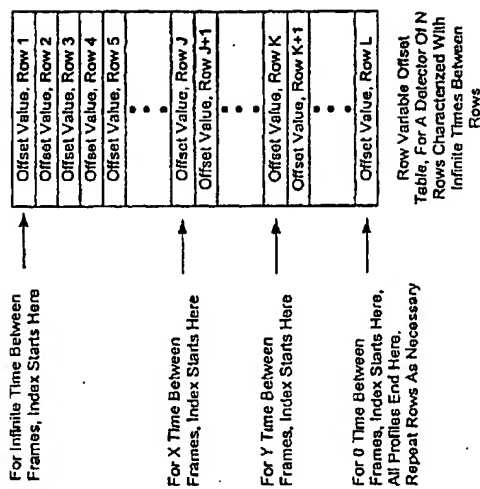 For Infinite Time Between
Frames, Index Starts Here
For X Time Between
Frames, Index Starts Here
For Y Time Between
Frames, Index Starts Here
For 0 Time Between
Frames, Index Starts Here,
All Profiles End Here.
Repeat Rows As Necessary
Offset Value, Row 1
Offset Value, Row 2
Offset Value, Row 3
Offset Value, Row 4
Offset Value, Row 5
Offset Value, Row J
Offset Value, Row J+1
Offset Value, Row K
Offset Value, Row K+1
Offset Value, Row L
Row Variable Offset
Table, For A Detector Of N
Rows Characterized With
Infinite Times Between
Rows